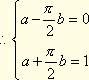 ∴ { a − π/2 b = 0
a + π/2 b = 1